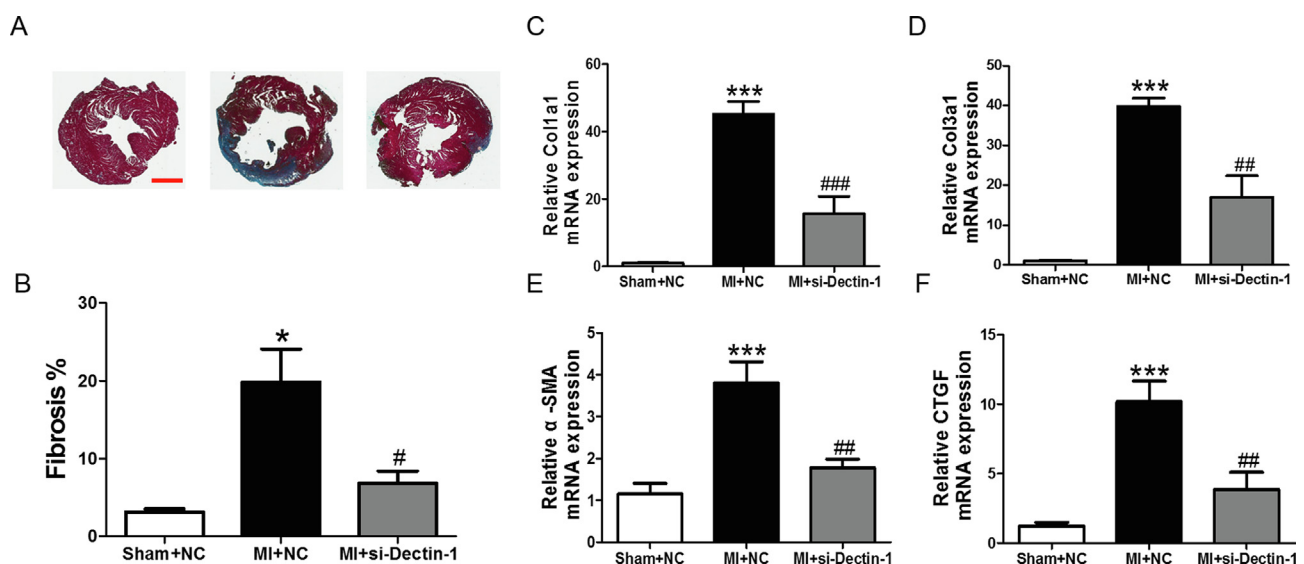 A
B
Fibrosis %
30
20
10
0
*
#
Sham+NC
MI+NC
MI+si-Dectin-1
C
Relative Col1a1
mRNA expression
60
40
20
0
***
###
Sham+NC
MI+NC
MI+si-Dectin-1
D
Relative Col3a1
mRNA expression
50
40
30
20
10
0
***
##
Sham+NC
MI+NC
MI+si-Dectin-1
E
Relative α -SMA
mRNA expression
5
4
3
2
1
0
***
##
Sham+NC
MI+NC
MI+si-Dectin-1
F
Relative CTGF
mRNA expression
15
10
5
0
***
##
Sham+NC
MI+NC
MI+si-Dectin-1